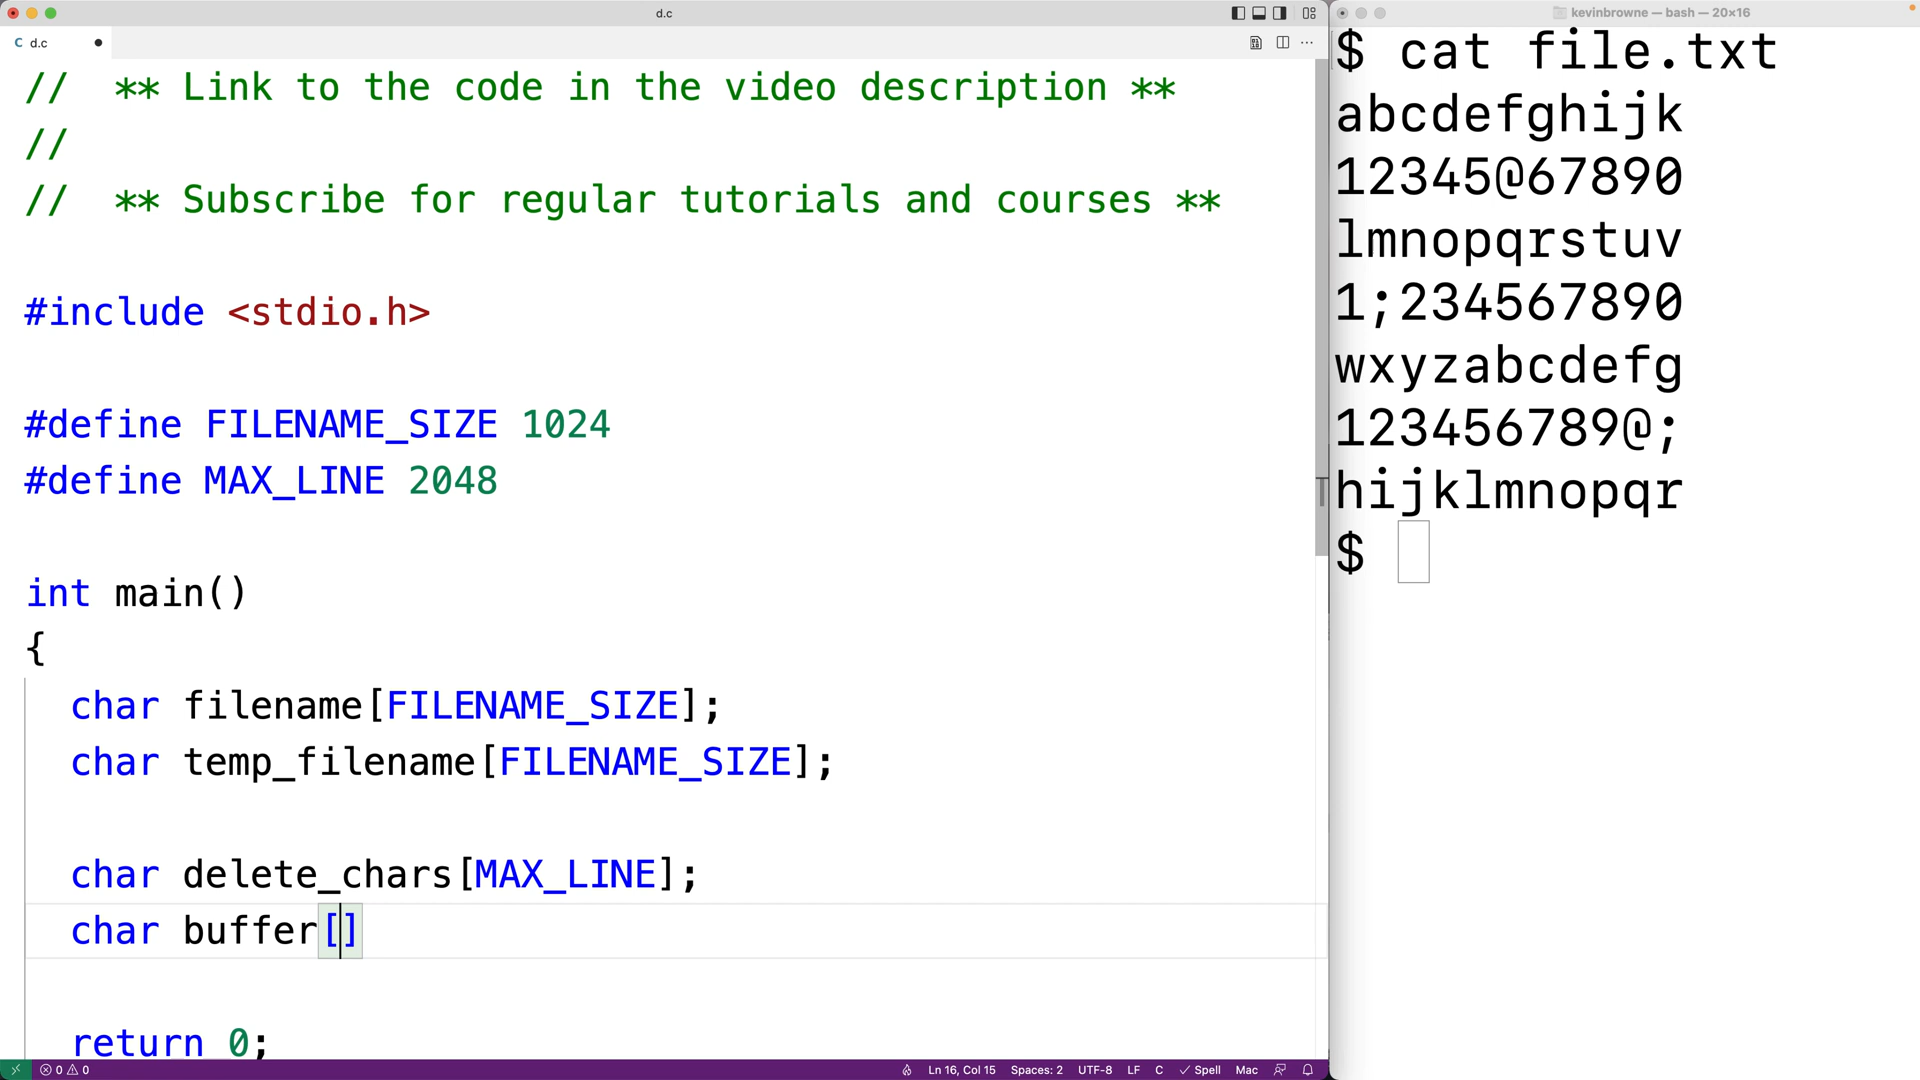 d.c
C d.c
// ** Link to the code in the video description **
//
// ** Subscribe for regular tutorials and courses **
#include <stdio.h>
#define FILENAME_SIZE 1024
#define MAX_LINE 2048
int main()
{
char filename[FILENAME_SIZE];
char temp_filename[FILENAME_SIZE];
char delete_chars[MAX_LINE];
char buffer[]
return 0;
0 0 Ln 16, Col 15 Spaces: 2 UTF-8 LF C Spell Mac
kevinbrowne — bash — 20×16
$ cat file.txt
abcdefghijk
12345@67890
lmnopqrstuv
1;234567890
wxyzabcdefg
123456789@;
hijklmnopqr
$